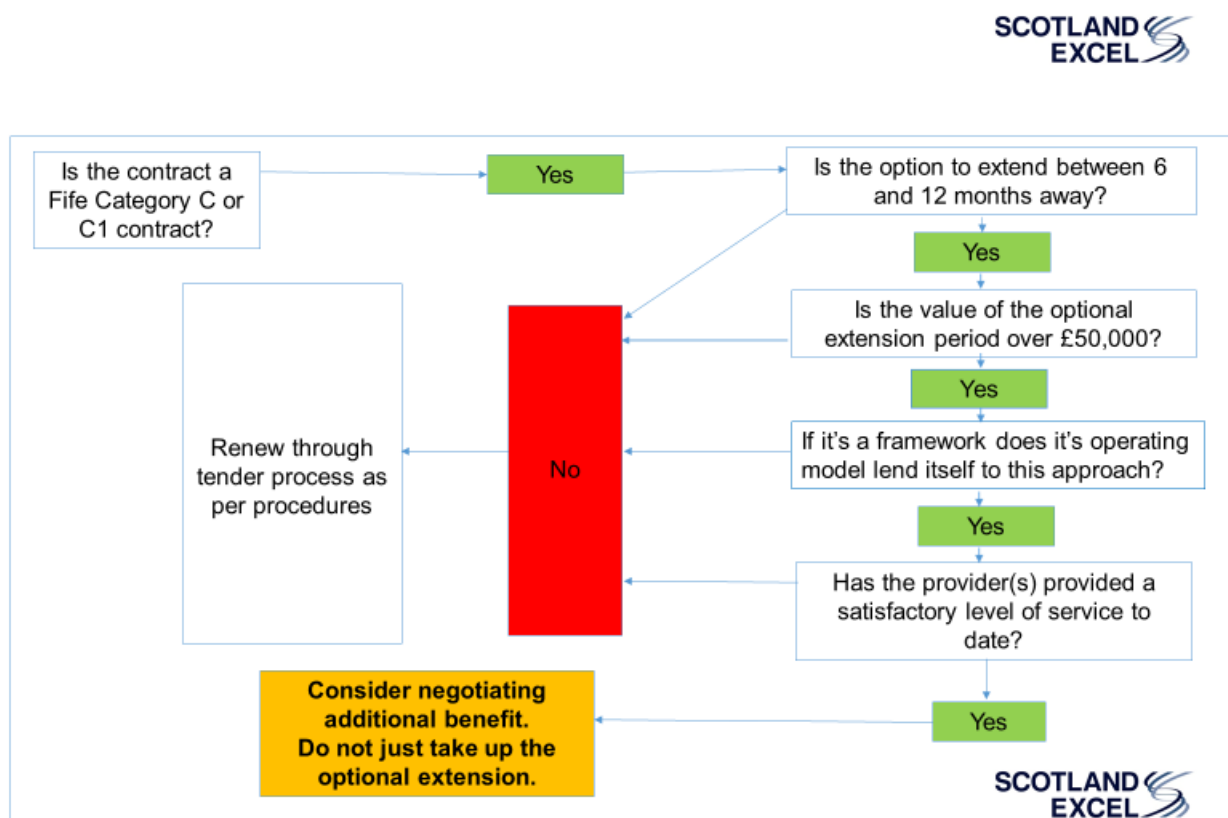 SCOTLAND
EXCEL
Is the contract a
Fife Category C or
C1 contract?
Yes
Is the option to extend between 6
and 12 months away?
Yes
Is the value of the optional
extension period over £50,000?
Yes
If it's a framework does it's operating
model lend itself to this approach?
Yes
Has the provider(s) provided a
satisfactory level of service to
date?
Yes
No
Renew through
tender process as
per procedures
Consider negotiating
additional benefit.
Do not just take up the
optional extension.
SCOTLAND
EXCEL